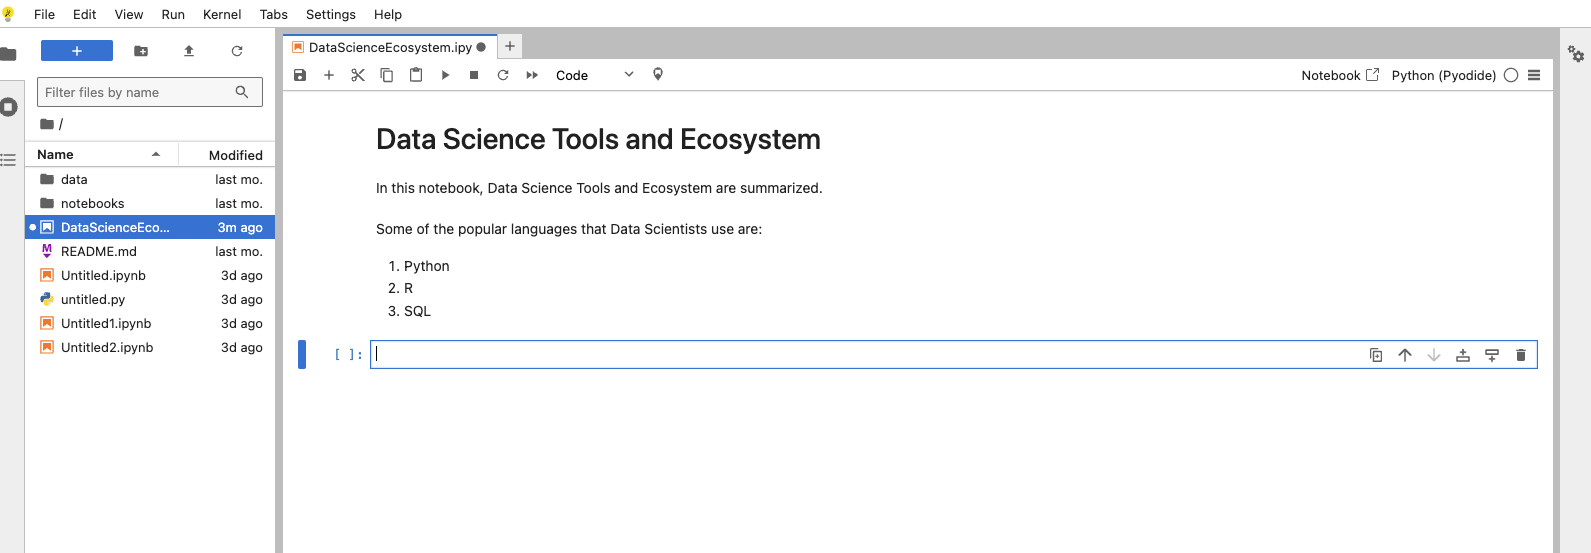 File Edit View Run Kernel Tabs Settings Help
+
Filter files by name
/
Name Modified
data last mo.
notebooks last mo.
DataScienceEco... 3m ago
README.md last mo.
Untitled.ipynb 3d ago
untitled.py 3d ago
Untitled1.ipynb 3d ago
Untitled2.ipynb 3d ago
DataScienceEcosystem.ipy
Code
Notebook Python (Pyodide)
Data Science Tools and Ecosystem
In this notebook, Data Science Tools and Ecosystem are summarized.
Some of the popular languages that Data Scientists use are:
1. Python
2. R
3. SQL
[ ]: